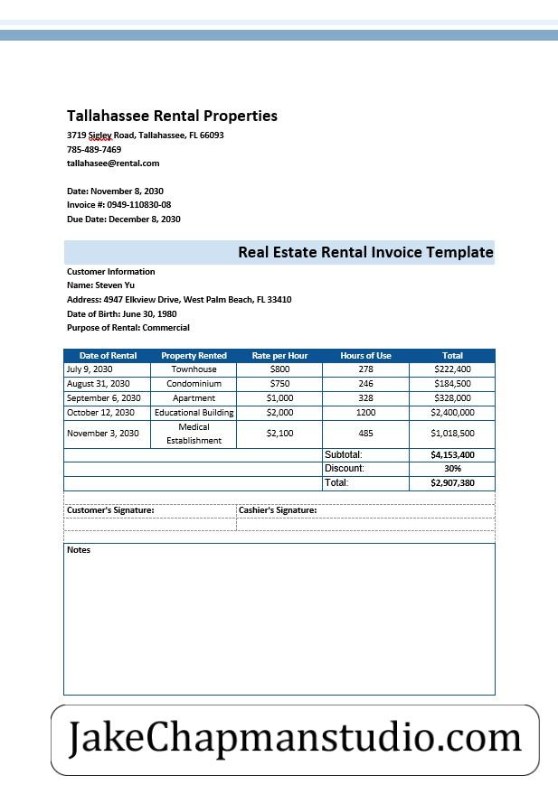 Tallahassee Rental Properties
3719 Sigley Road, Tallahassee, FL 66093
785-489-7469
tallahasee@rental.com
Date: November 8, 2030
Invoice #: 0949-110830-08
Due Date: December 8, 2030
Real Estate Rental Invoice Template
Customer Information
Name: Steven Yu
Address: 4947 Elkview Drive, West Palm Beach, FL 33410
Date of Birth: June 30, 1980
Purpose of Rental: Commercial
Date of Rental Property Rented Rate per Hour Hours of Use Total
July 9, 2030 Townhouse $800 278 $222,400
August 31, 2030 Condominium $750 246 $184,500
September 6, 2030 Apartment $1,000 328 $328,000
October 12, 2030 Educational Building $2,000 1200 $2,400,000
November 3, 2030 Medical Establishment $2,100 485 $1,018,500
Subtotal: $4,153,400
Discount: 30%
Total: $2,907,380
Customer's Signature: Cashier's Signature:
Notes
JakeChapmanstudio.com